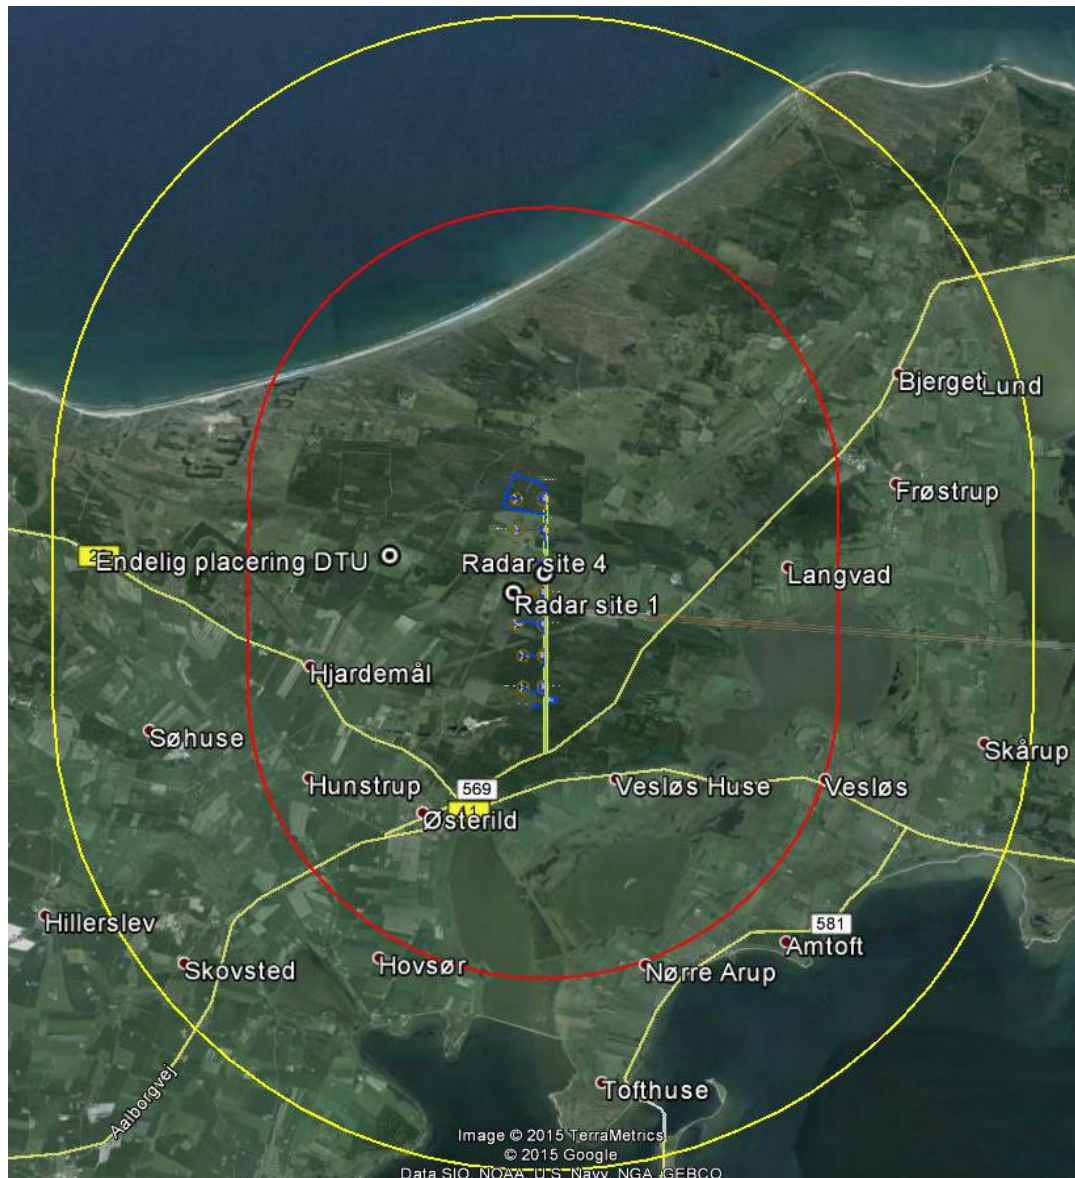 Bjerget
Lund
Frøstrup
Endelig placering DTU
Radar site 4
Langvad
Radar site 1
Hjardemål
Søhuse
Skårup
Hunstrup
569
Vesløs Huse
Vesløs
11
Østerild
Hillerslev
581
Amtoft
Skovsted
Hovsør
Nørre Arup
Tofthuse
Aalborgvej
Image © 2015 TerraMetrics
© 2015 Google
Data SIO, NOAA, U.S. Navy, NGA, GEBCO